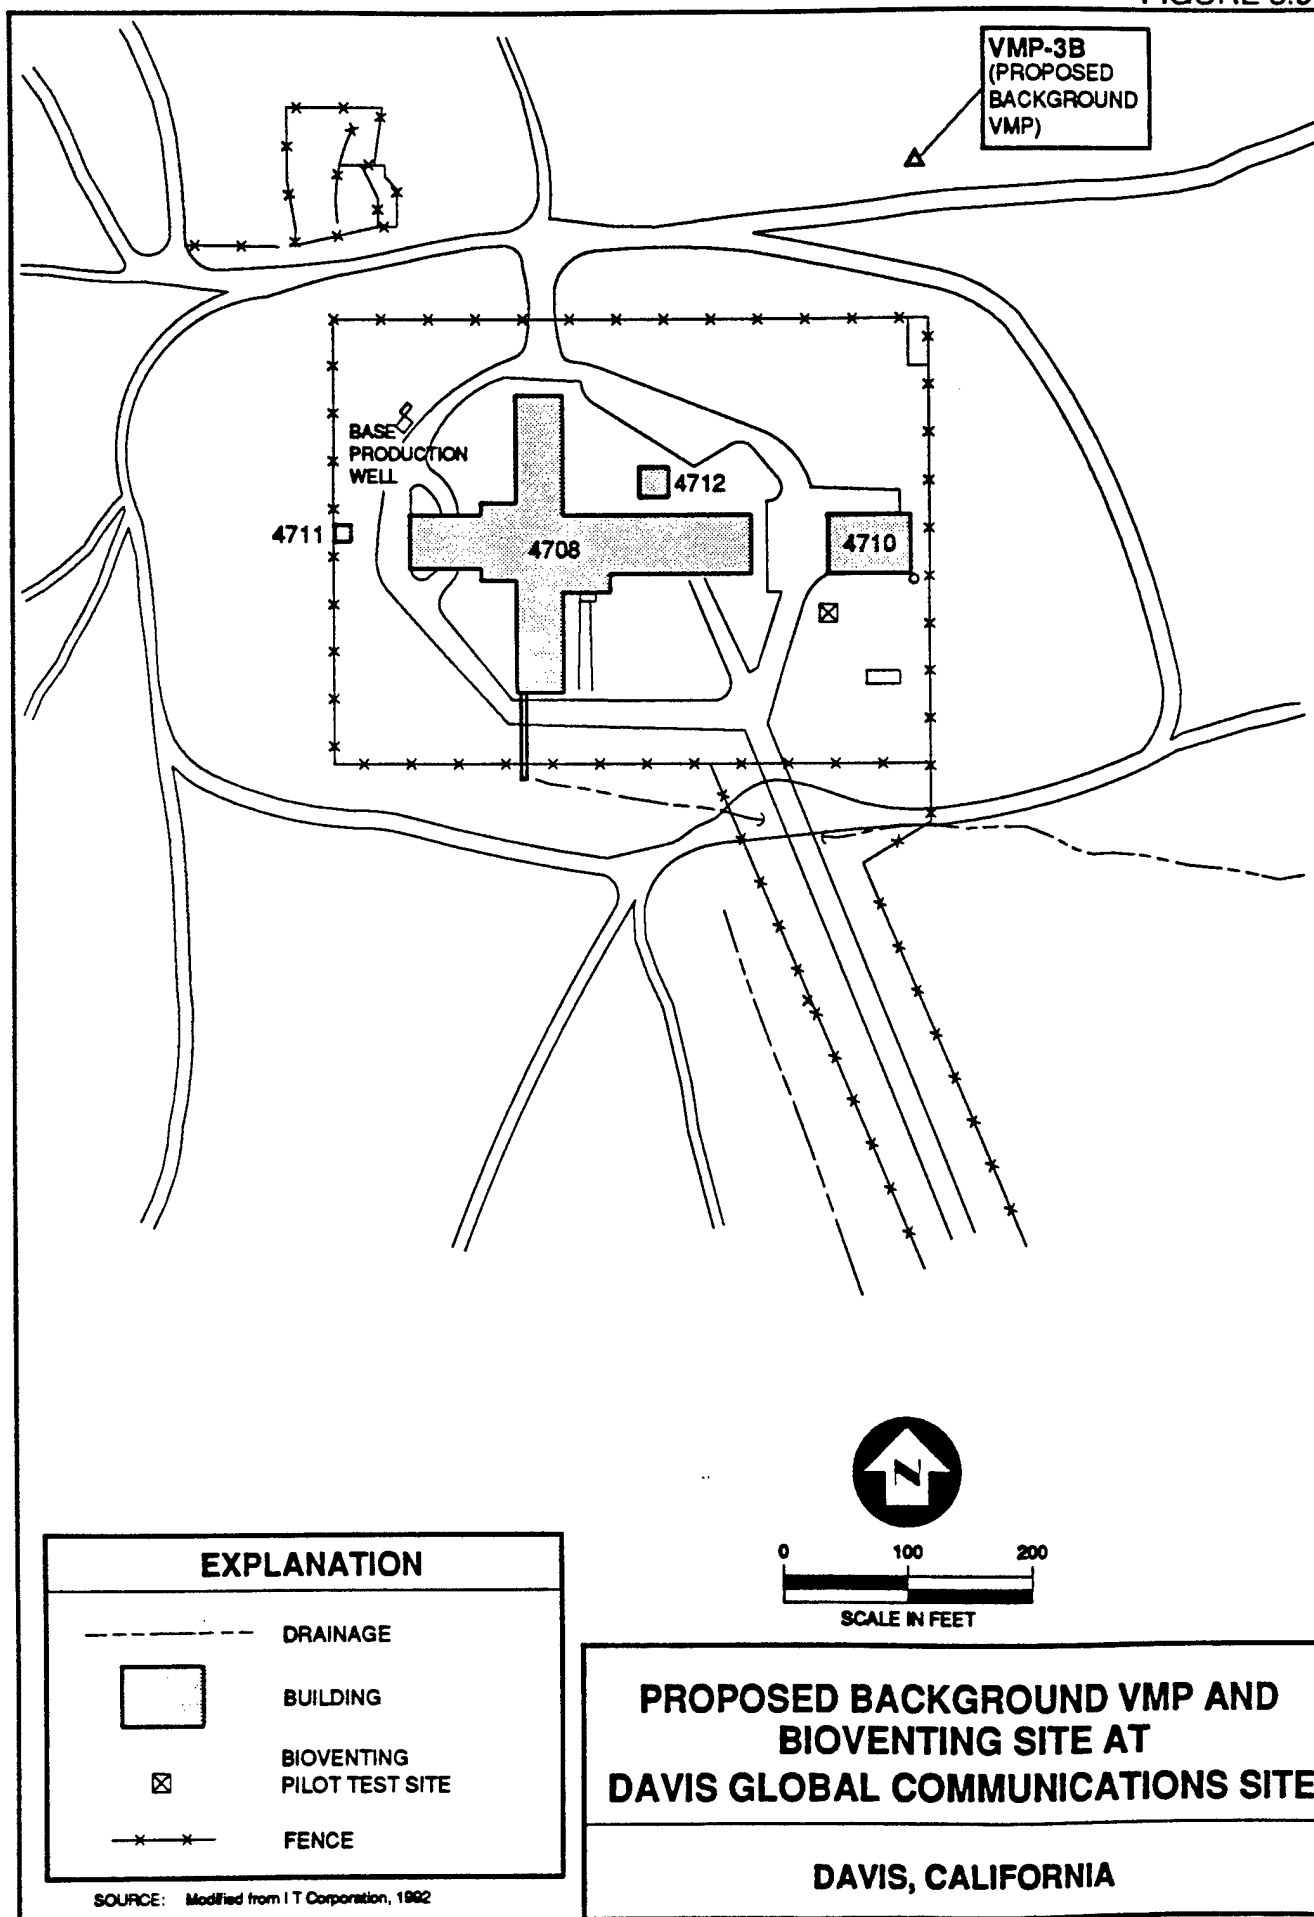 VMP-3B
(PROPOSED
BACKGROUND
VMP)
BASE
PRODUCTION
WELL
4712
4711
4708
4710
N
0 100 200
SCALE IN FEET
EXPLANATION
DRAINAGE
BUILDING
BIOVENTING
PILOT TEST SITE
FENCE
SOURCE: Modified from I T Corporation, 1992
PROPOSED BACKGROUND VMP AND
BIOVENTING SITE AT
DAVIS GLOBAL COMMUNICATIONS SITE
DAVIS, CALIFORNIA